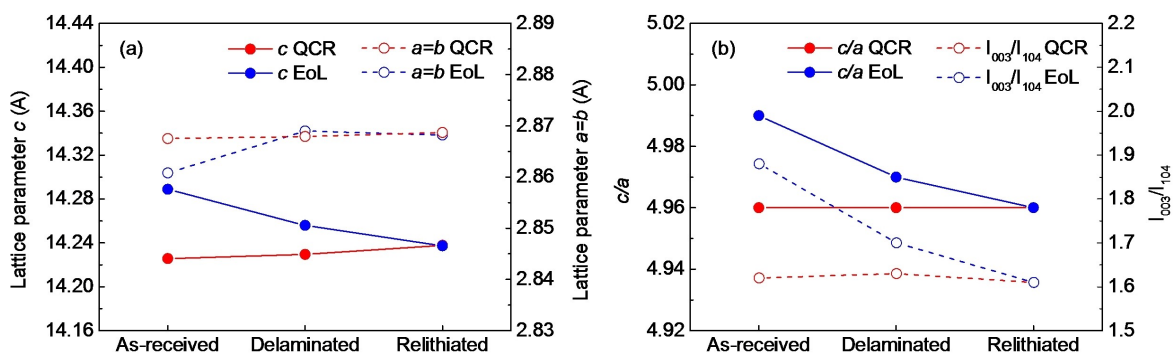 (a)
c QCR
a=b QCR
c EoL
a=b EoL
Lattice parameter c (A)
14.44
14.40
14.36
14.32
14.28
14.24
14.20
14.16
As-received
Delaminated
Relithiated
2.89
2.88
2.87
2.86
2.85
2.84
2.83
Lattice parameter a=b (A)
(b)
c/a QCR
I003/I104 QCR
c/a EoL
I003/I104 EoL
c/a
5.02
5.00
4.98
4.96
4.94
4.92
As-received
Delaminated
Relithiated
2.2
2.1
2.0
1.9
1.8
1.7
1.6
1.5
I003/I104